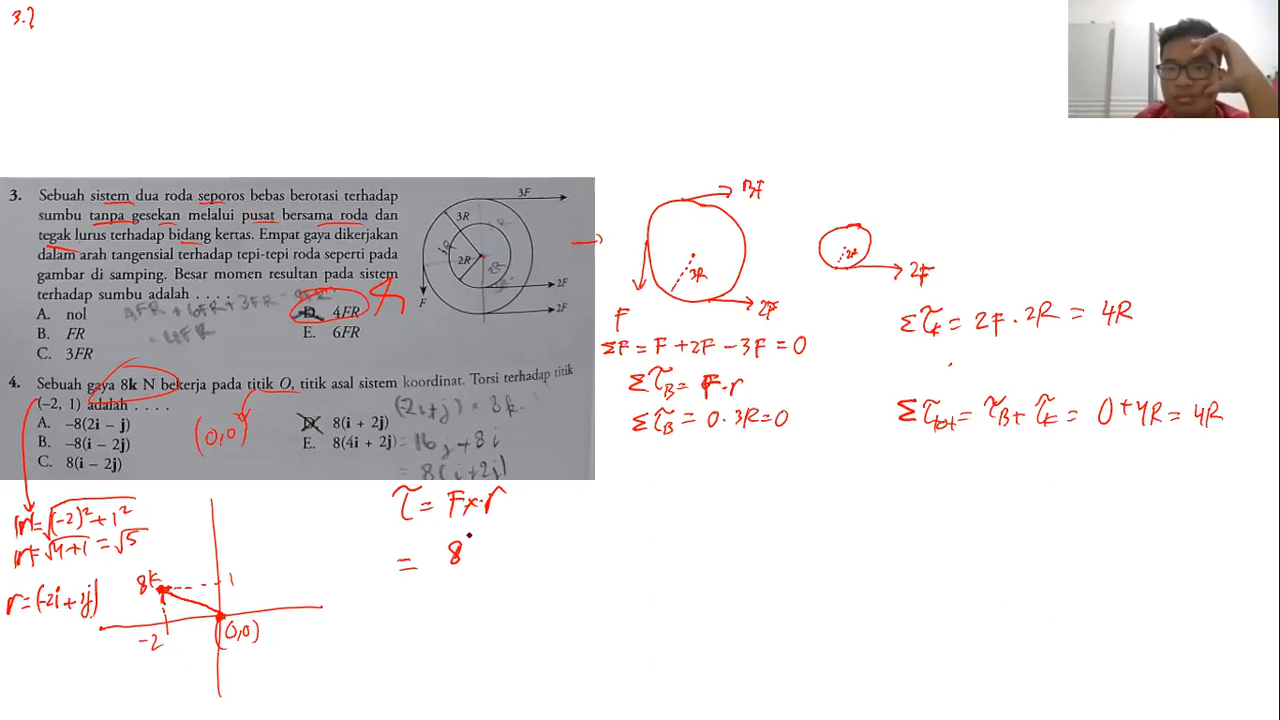 3.)
3. Sebuah sistem dua roda seporos bebas berotasi terhadap
sumbu tanpa gesekan melalui pusat bersama roda dan
tegak lurus terhadap bidang kertas. Empat gaya dikerjakan
dalam arah tangensial terhadap tepi-tepi roda seperti pada
gambar di samping. Besar momen resultan pada sistem
terhadap sumbu adalah . . . .
A. nol
B. FR
C. 3FR
D. 4FR
E. 6FR
3F
3R
2R
F
2F
2F
4. Sebuah gaya 8k N bekerja pada titik O, titik asal sistem koordinat. Torsi terhadap titik
(−2, 1) adalah . . . .
A. −8(2i − j)
B. −8(i − 2j)
C. 8(i − 2j)
D. 8(i + 2j)
E. 8(4i + 2j)
(-2i+j) = 8k
= 16j + 8i
= 8(i+2j)
(0,0)
3F
3R
F
2F
ΣF = F + 2F - 3F = 0
Στ_B = F.r
Στ_B = 0.3R = 0
2R
2F
Στ_k = 2F . 2R = 4R
Στ_tot = τ_B + τ_k = 0 + 4R = 4R
r = √(-2)² + 1²
r = √4+1 = √5
r = (-2i + 1j)
8k
1
-2
(0,0)
τ = F x r
= 8